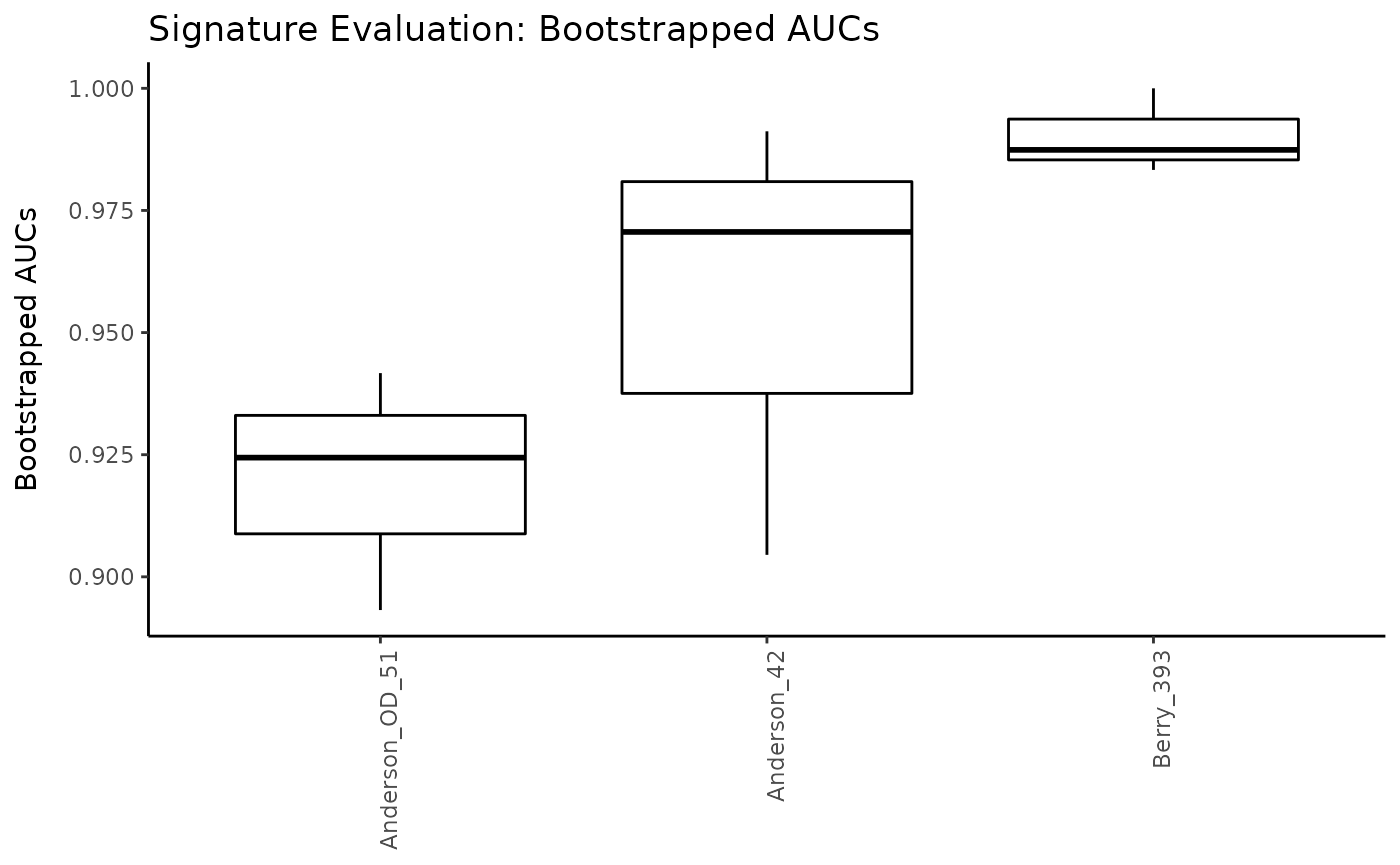 Signature Evaluation: Bootstrapped AUCs
Bootstrapped AUCs
1.000
0.975
0.950
0.925
0.900
Anderson_OD_51
Anderson_42
Berry_393